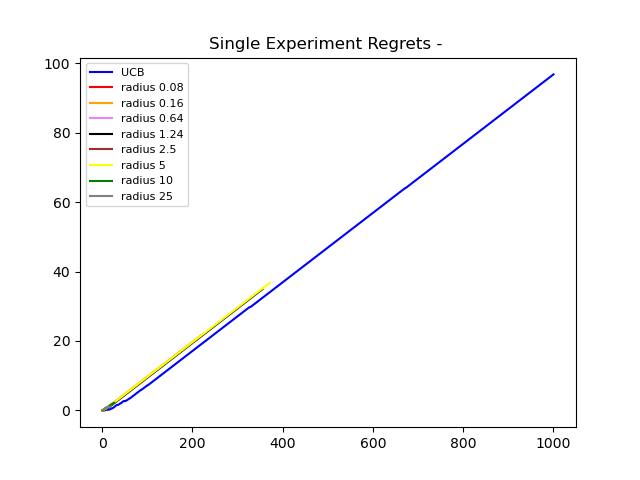 Single Experiment Regrets -
100
80
60
40
20
0
UCB
radius 0.08
radius 0.16
radius 0.64
radius 1.24
radius 2.5
radius 5
radius 10
radius 25
0 200 400 600 800 1000